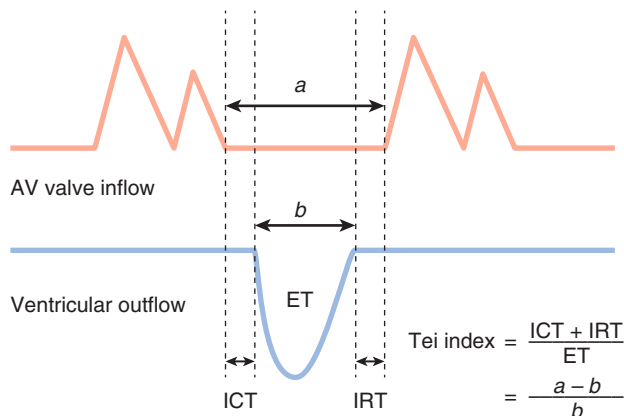 a
AV valve inflow
b
Ventricular outflow
ET
Tei index = ICT + IRT
ET
= a – b
b
ICT
IRT